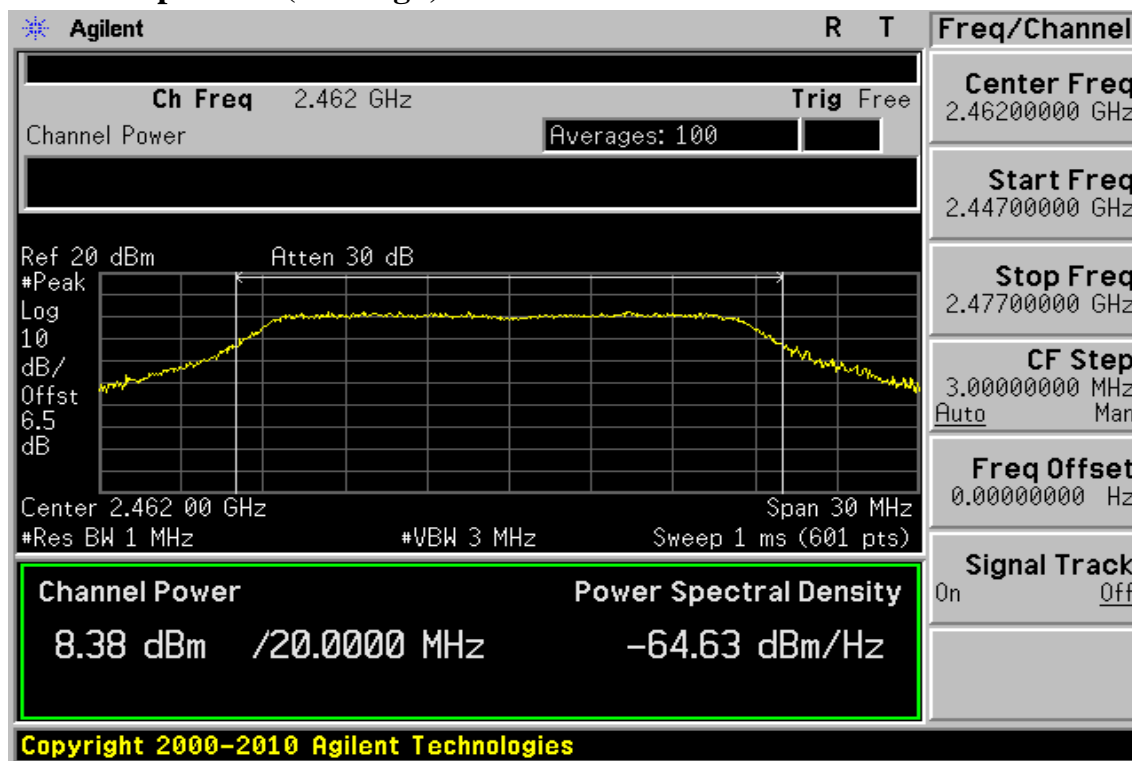 Agilent R T
Ch Freq 2.462 GHz Trig Free
Channel Power Averages: 100
Ref 20 dBm Atten 30 dB
#Peak
Log
10
dB/
Offst
6.5
dB
Center 2.462 00 GHz Span 30 MHz
#Res BW 1 MHz #VBW 3 MHz Sweep 1 ms (601 pts)
Channel Power Power Spectral Density
8.38 dBm /20.0000 MHz -64.63 dBm/Hz
Copyright 2000-2010 Agilent Technologies
Freq/Channel
Center Freq
2.46200000 GHz
Start Freq
2.44700000 GHz
Stop Freq
2.47700000 GHz
CF Step
3.00000000 MHz
Auto Man
Freq Offset
0.00000000 Hz
Signal Track
On Off